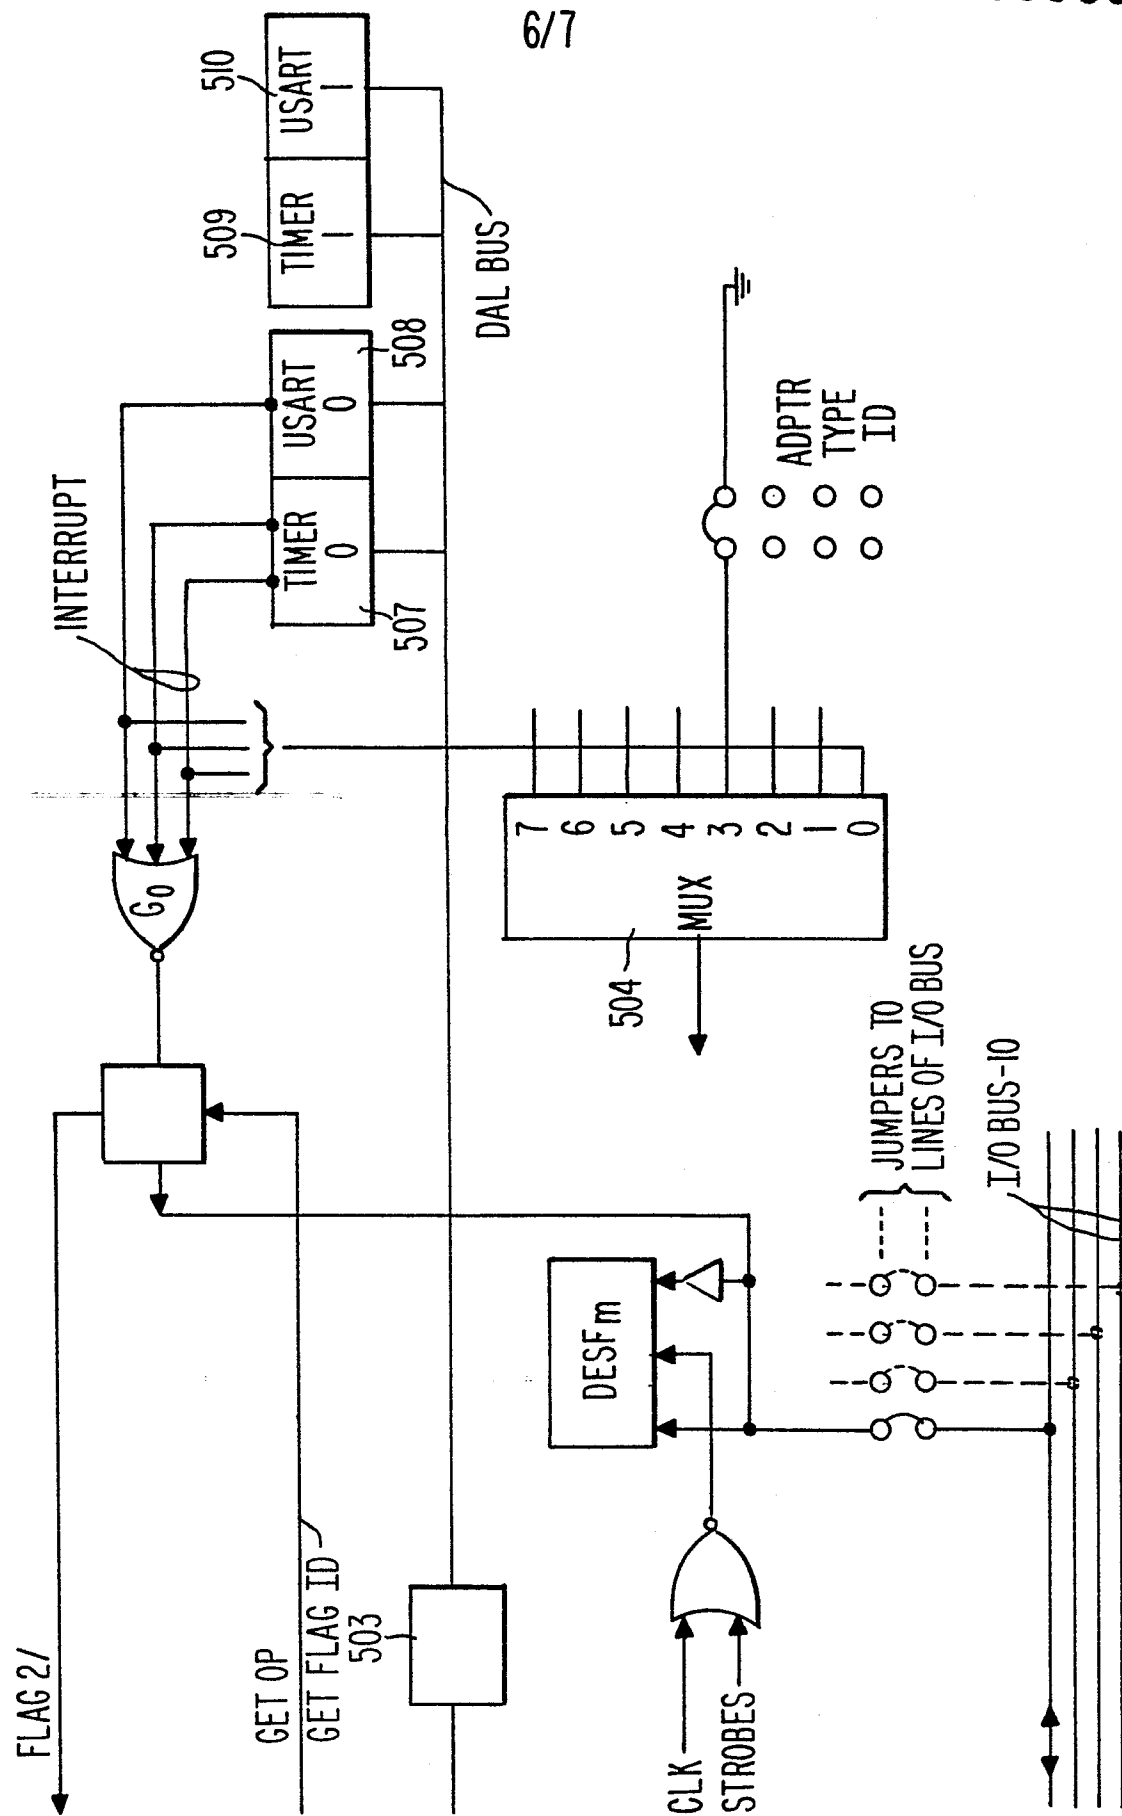 6/7
510
USART
1
509
TIMER
1
DAL BUS
508
USART
0
TIMER
0
507
INTERRUPT
G0
ADPTR
TYPE
ID
7
6
5
4
3
2
1
0
MUX
504
JUMPERS TO
LINES OF I/O BUS
I/O BUS-10
DESFm
FLAG 2/
GET OP
GET FLAG ID
503
CLK
STROBES